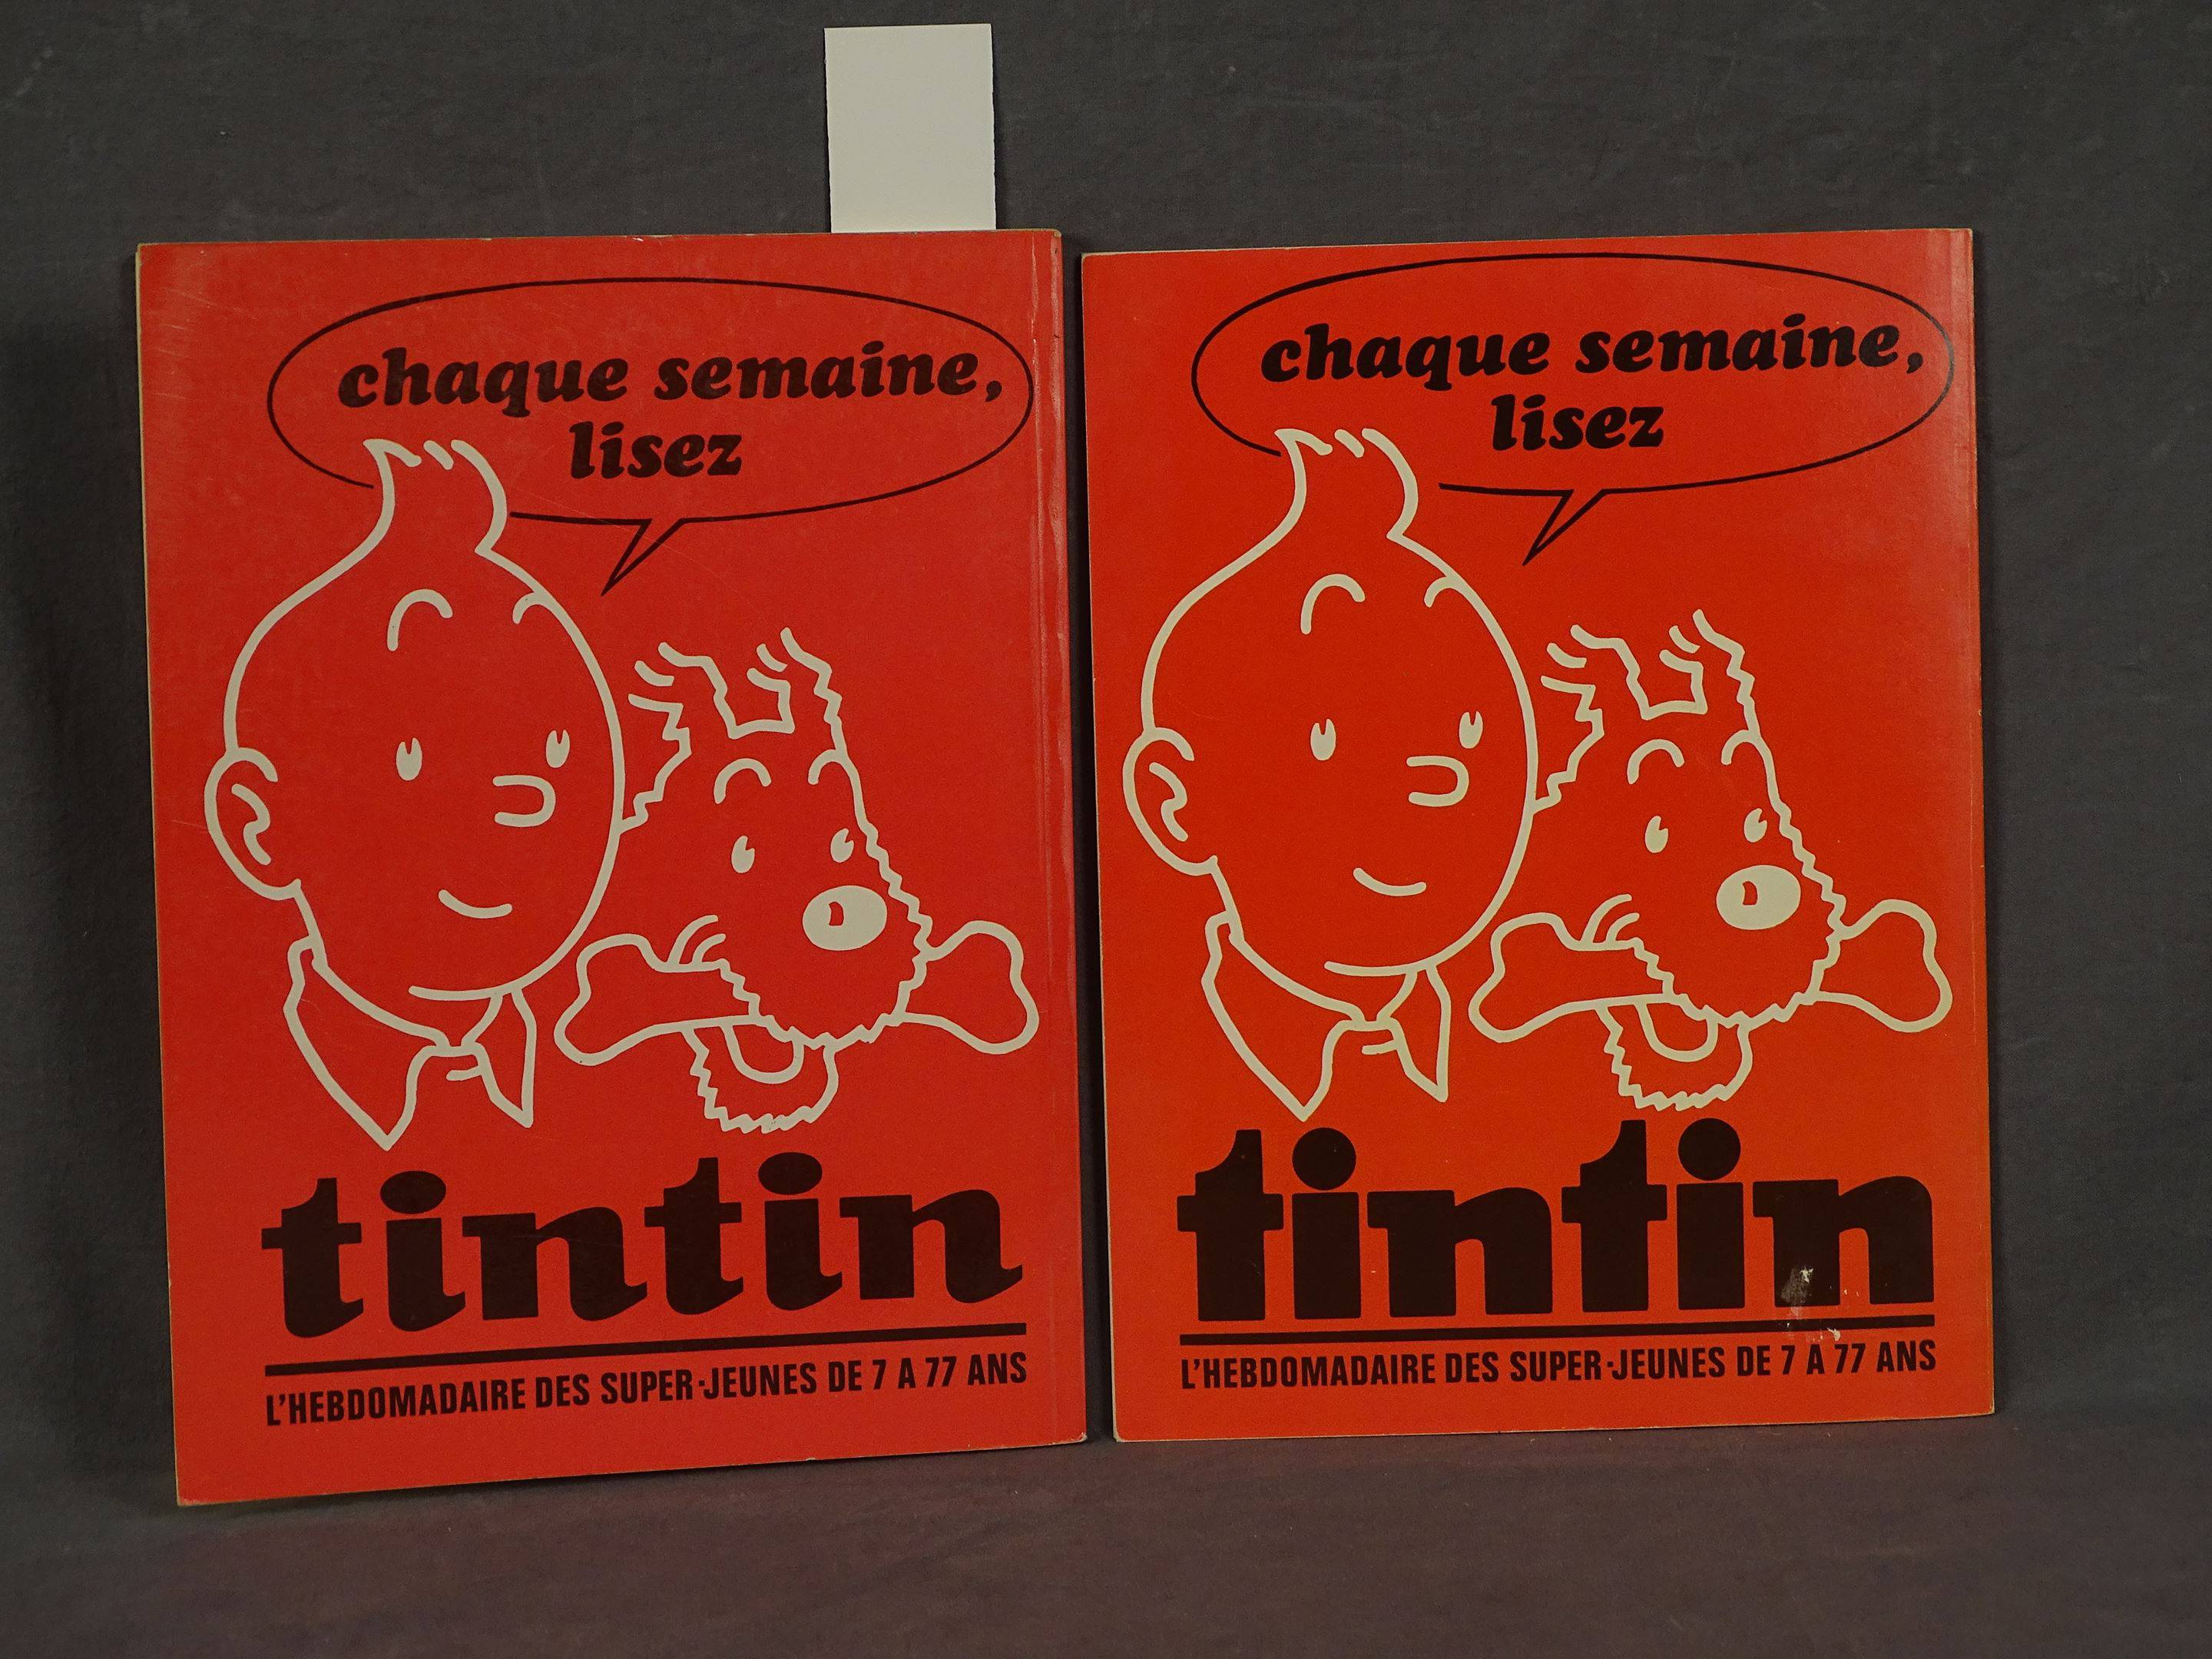 chaque semaine,
lisez
tintin
L'HEBDOMADAIRE DES SUPER-JEUNES DE 7 A 77 ANS
chaque semaine,
lisez
tintin
L'HEBDOMADAIRE DES SUPER-JEUNES DE 7 A 77 ANS